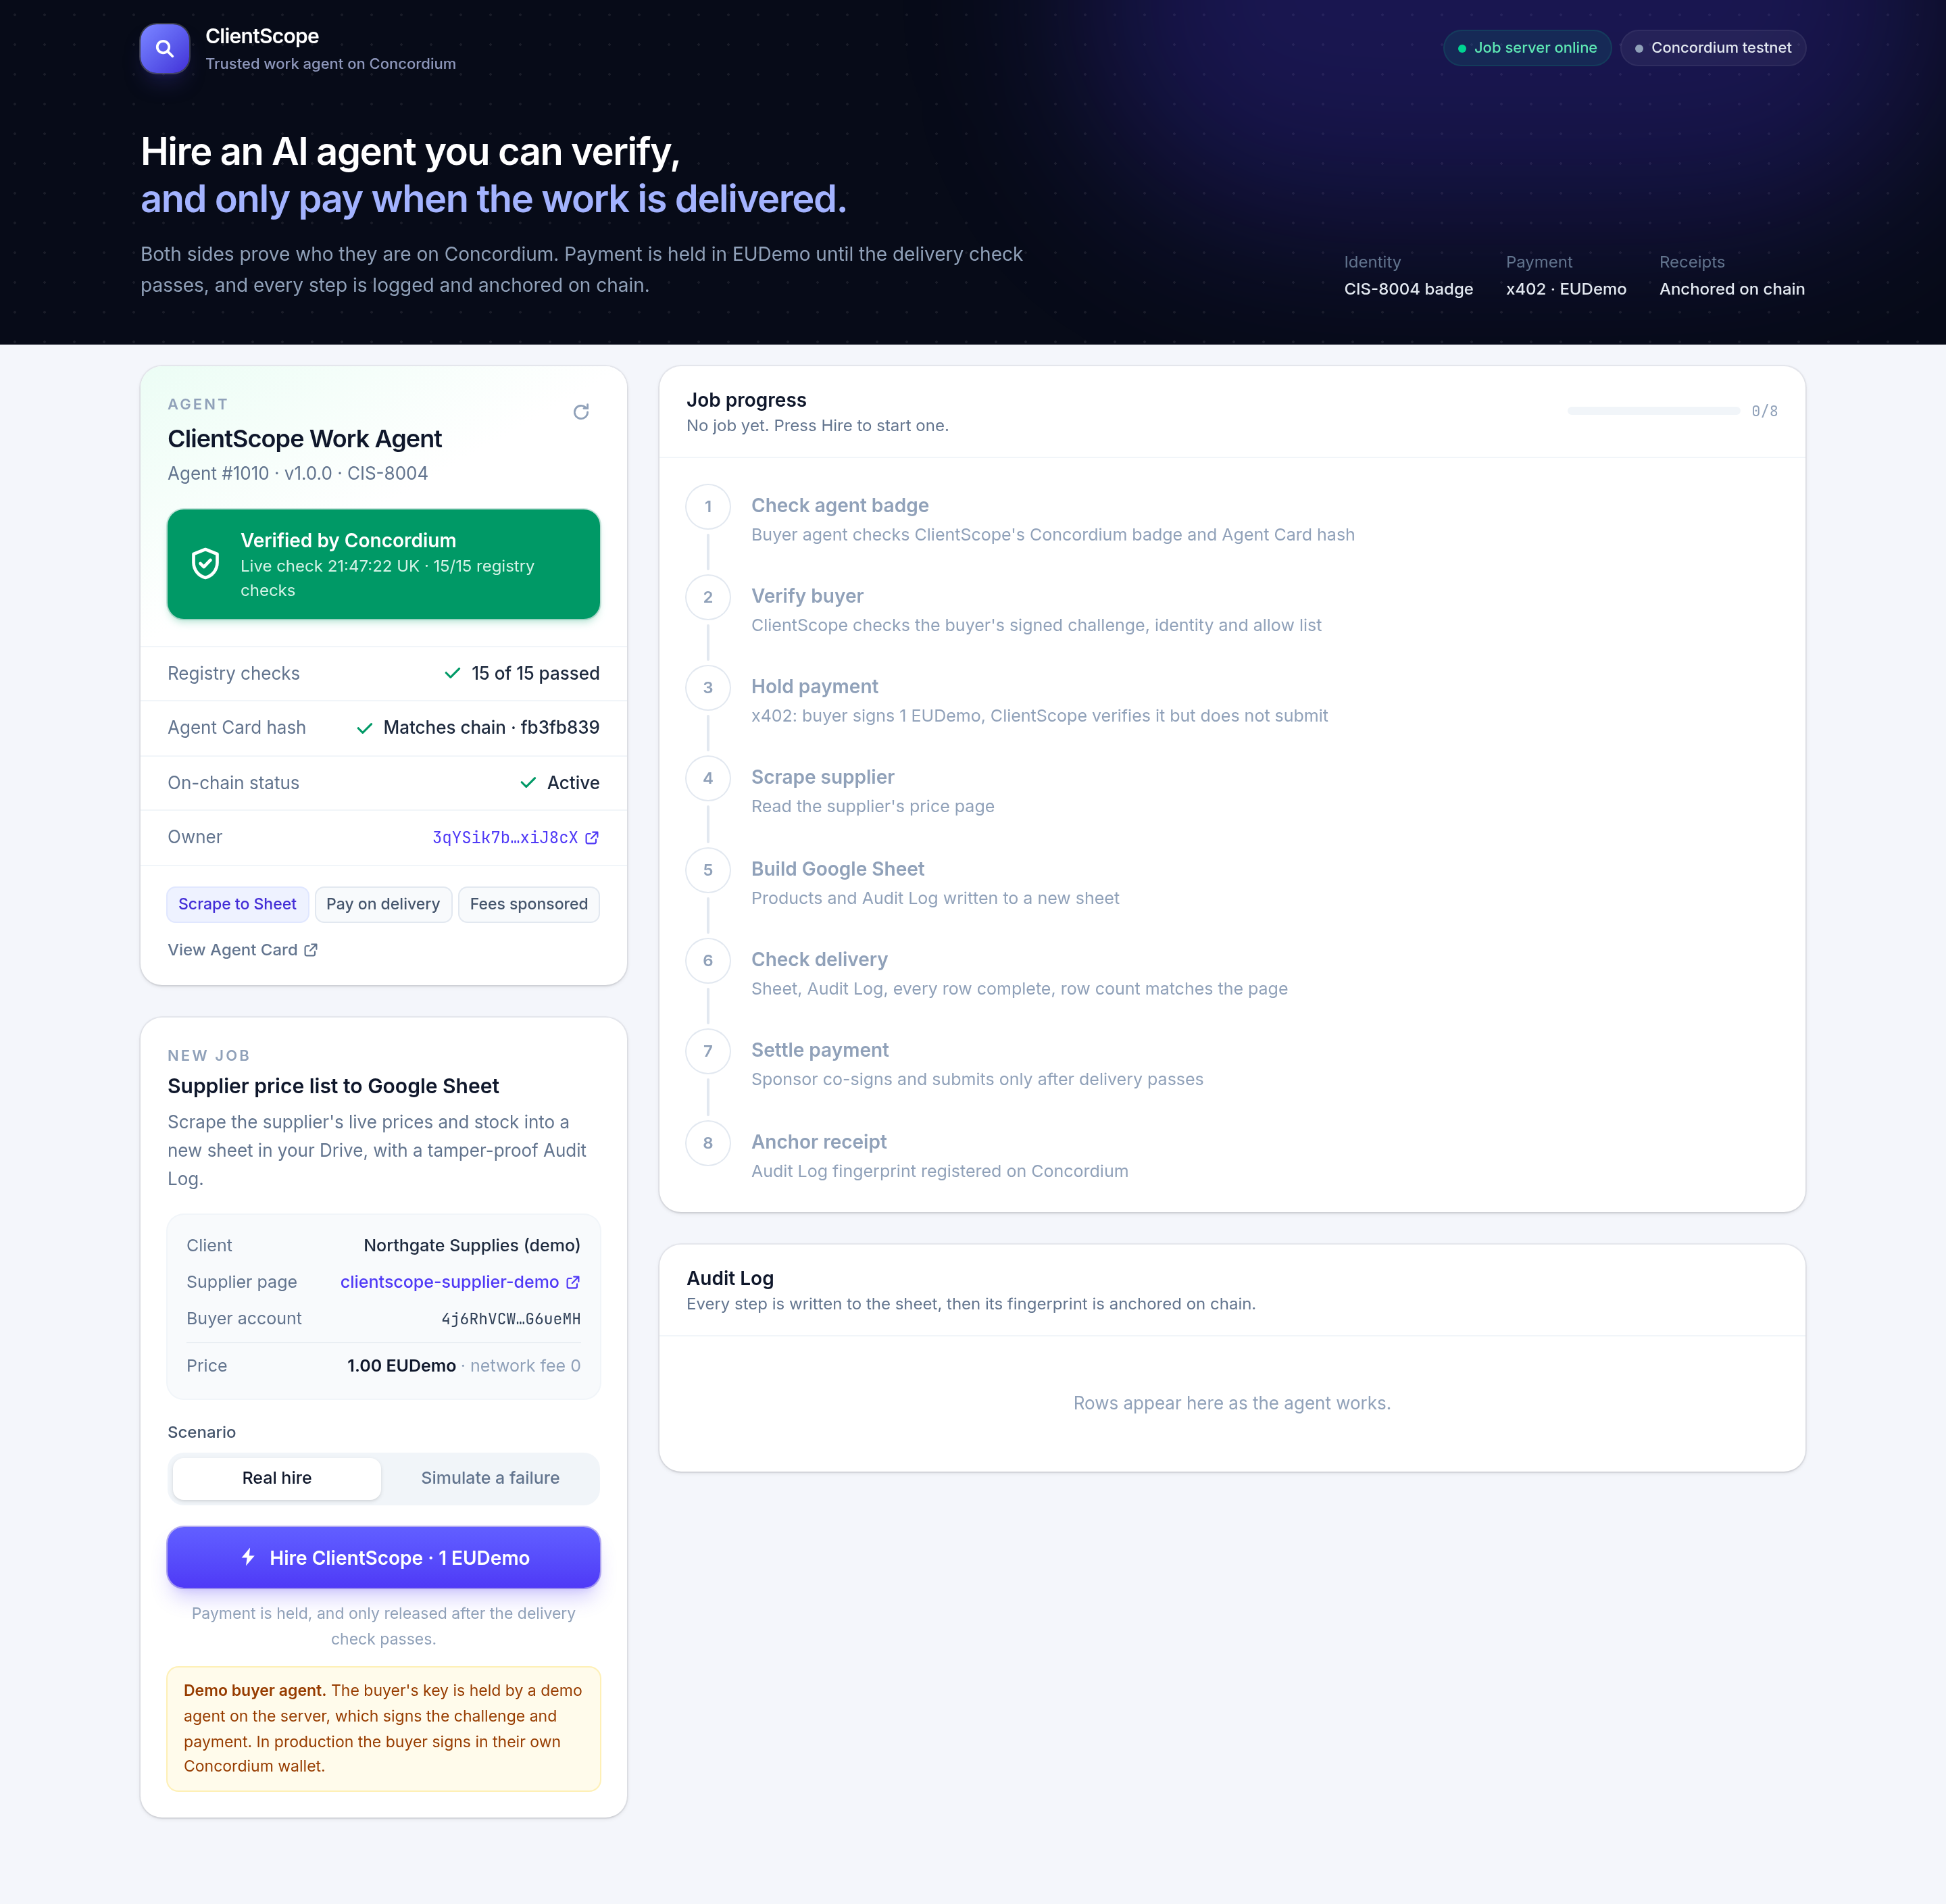 ClientScope
Trusted work agent on Concordium
Job server online
Concordium testnet
Hire an AI agent you can verify,
and only pay when the work is delivered.
Both sides prove who they are on Concordium. Payment is held in EUDemo until the delivery check
passes, and every step is logged and anchored on chain.
Identity
CIS-8004 badge
Payment
x402 · EUDemo
Receipts
Anchored on chain
AGENT
ClientScope Work Agent
Agent #1010 · v1.0.0 · CIS-8004
Verified by Concordium
Live check 21:47:22 UK · 15/15 registry
checks
Registry checks
15 of 15 passed
Agent Card hash
Matches chain · fb3fb839
On-chain status
Active
Owner
3qYSik7b…xiJ8cX
Scrape to Sheet
Pay on delivery
Fees sponsored
View Agent Card
NEW JOB
Supplier price list to Google Sheet
Scrape the supplier's live prices and stock into a
new sheet in your Drive, with a tamper-proof Audit
Log.
Client
Northgate Supplies (demo)
Supplier page
clientscope-supplier-demo
Buyer account
4j6RhVCW…G6ueMH
Price
1.00 EUDemo · network fee 0
Scenario
Real hire
Simulate a failure
Hire ClientScope · 1 EUDemo
Payment is held, and only released after the delivery
check passes.
Demo buyer agent. The buyer's key is held by a demo
agent on the server, which signs the challenge and
payment. In production the buyer signs in their own
Concordium wallet.
Job progress
No job yet. Press Hire to start one.
0/8
1
Check agent badge
Buyer agent checks ClientScope's Concordium badge and Agent Card hash
2
Verify buyer
ClientScope checks the buyer's signed challenge, identity and allow list
3
Hold payment
x402: buyer signs 1 EUDemo, ClientScope verifies it but does not submit
4
Scrape supplier
Read the supplier's price page
5
Build Google Sheet
Products and Audit Log written to a new sheet
6
Check delivery
Sheet, Audit Log, every row complete, row count matches the page
7
Settle payment
Sponsor co-signs and submits only after delivery passes
8
Anchor receipt
Audit Log fingerprint registered on Concordium
Audit Log
Every step is written to the sheet, then its fingerprint is anchored on chain.
Rows appear here as the agent works.